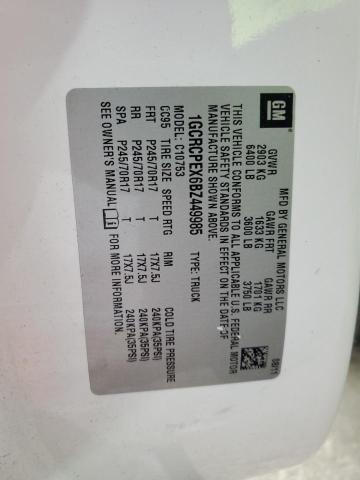 GM
MFD BY GENERAL MOTORS LLC
08/11
GVWR GAWR FRT GAWR RR
2903 KG 1633 KG 1701 KG
6400 LB 3600 LB 3750 LB
THIS VEHICLE CONFORMS TO ALL APPLICABLE U.S. FEDERAL MOTOR
VEHICLE SAFETY STANDARDS IN EFFECT ON THE DATE OF
MANUFACTURE SHOWN ABOVE.
1GCRCPEX6BZ449985 TYPE: TRUCK
MODEL: C10753
CC95 TIRE SIZE SPEED RTG RIM COLD TIRE PRESSURE
FRT P245/70R17 T 17X7.5J 240KPA(35PSI)
RR P245/70R17 T 17X7.5J 240KPA(35PSI)
SPA P245/70R17 T 17X7.5J 240KPA(35PSI)
SEE OWNER'S MANUAL FOR MORE INFORMATION.